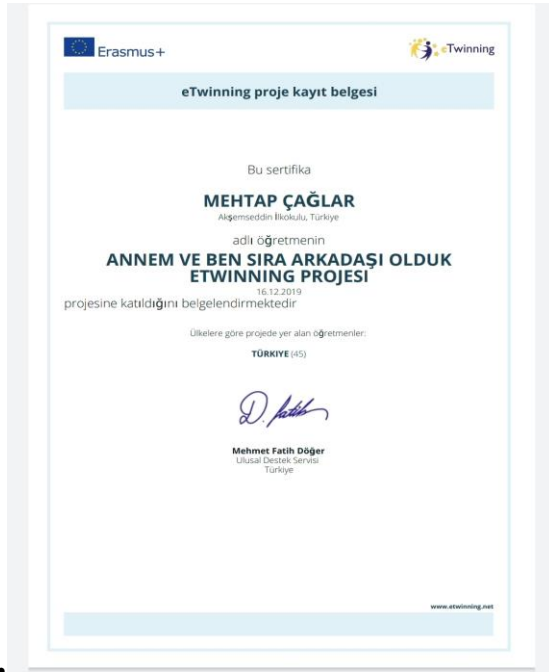 Erasmus+
eTwinning
eTwinning proje kayıt belgesi
Bu sertifika
MEHTAP ÇAĞLAR
Akşemseddin İlkokulu, Türkiye
adlı öğretmenin
ANNEM VE BEN SIRA ARKADAŞI OLDUK
ETWINNING PROJESI
16.12.2019
projesine katıldığını belgelendirmektedir
Ülkelere göre projede yer alan öğretmenler:
TÜRKIYE (45)
D. fatih
Mehmet Fatih Döğer
Ulusal Destek Servisi
Türkiye
www.etwinning.net